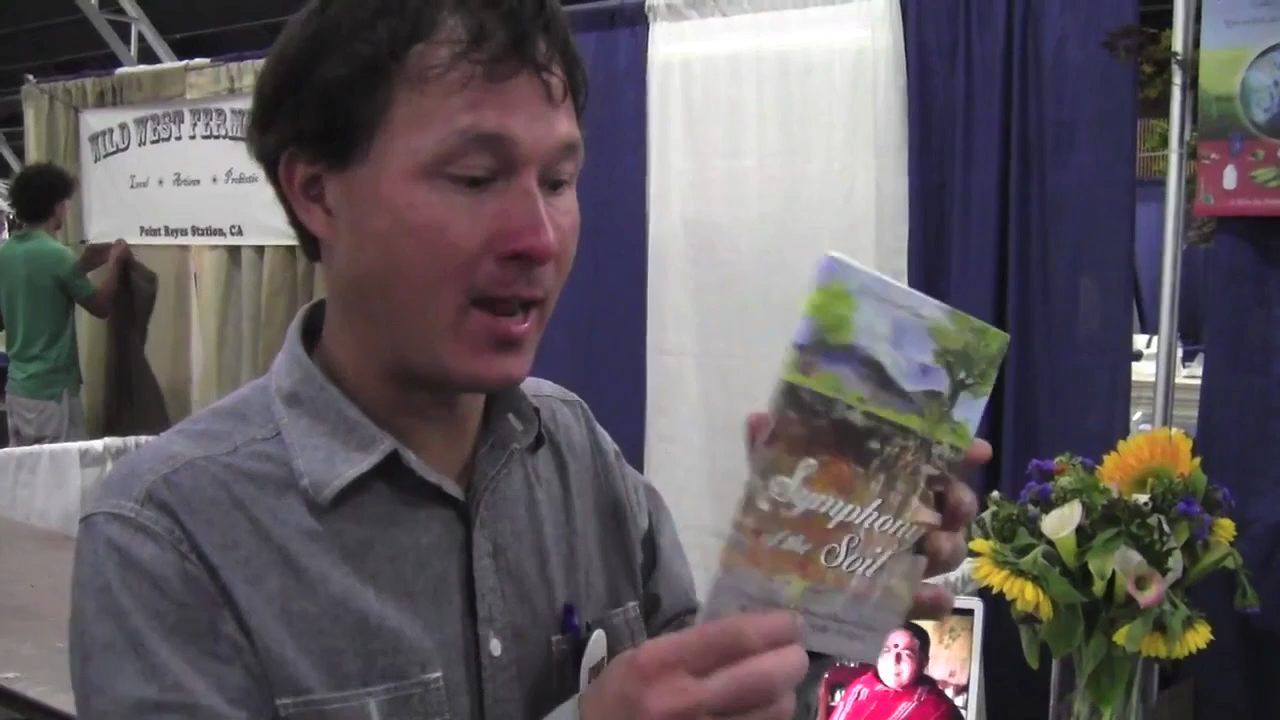 WILD WEST FERM
Local * Artisan * Probiotic
Point Reyes Station, CA
Symphony
of the
Soil